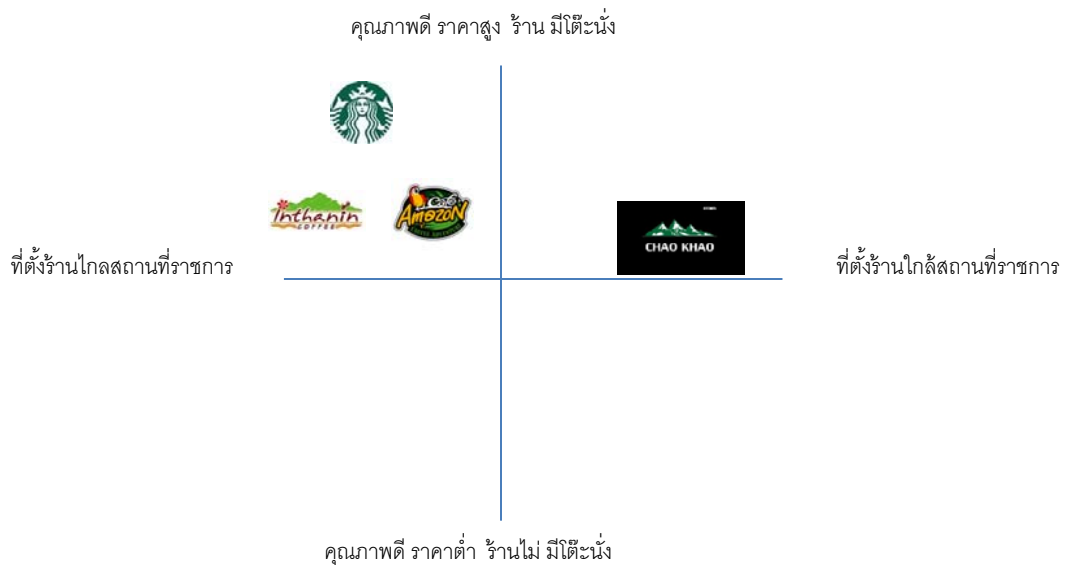 คุณภาพดี ราคาสูง ร้าน มีโต๊ะนั่ง
inthanin
COFFEE
Café
Amazon
CHAO KHAO
ที่ตั้งร้านไกลสถานที่ราชการ
ที่ตั้งร้านใกล้สถานที่ราชการ
คุณภาพดี ราคาต่ำ ร้านไม่ มีโต๊ะนั่ง